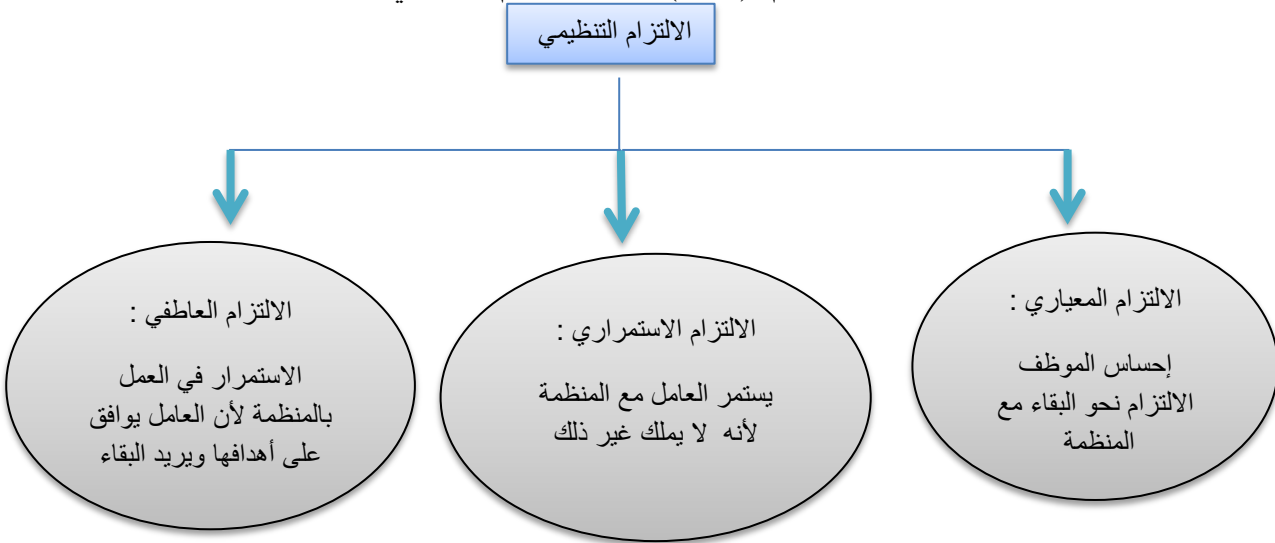 الالتزام التنظيمي
الالتزام المعياري :
إحساس الموظف
الالتزام نحو البقاء مع
المنظمة
الالتزام الاستمراري :
يستمر العامل مع المنظمة
لأنه لا يملك غير ذلك
الالتزام العاطفي :
الاستمرار في العمل
بالمنظمة لأن العامل يوافق
على أهدافها ويريد البقاء